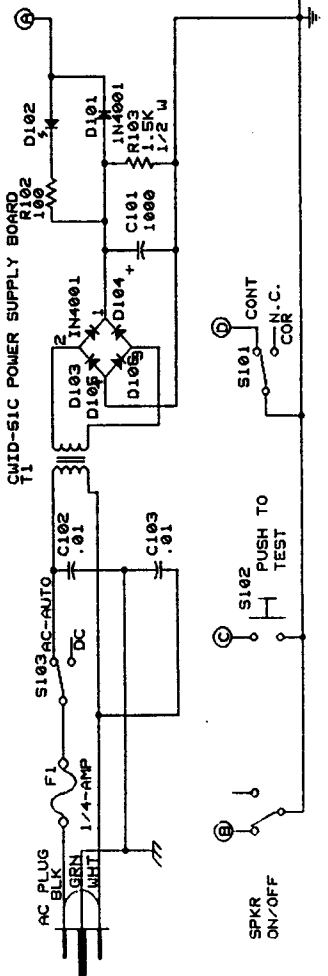 CWID-51C POWER SUPPLY BOARD
T1
AC PLUG
BLK
GRN
WHT
F1
1/4-AMP
S103
AC-AUTO
DC
C102
.01
C103
.01
2
IN4001
1
D103
D104
D105
D106
+
C101
1000
R102
100
D102
D101
1N4001
R103
1.5K
1/2 W
A
SPKR
ON/OFF
B
C
S102
PUSH TO
TEST
D
S101
CONT
N.C.
COR